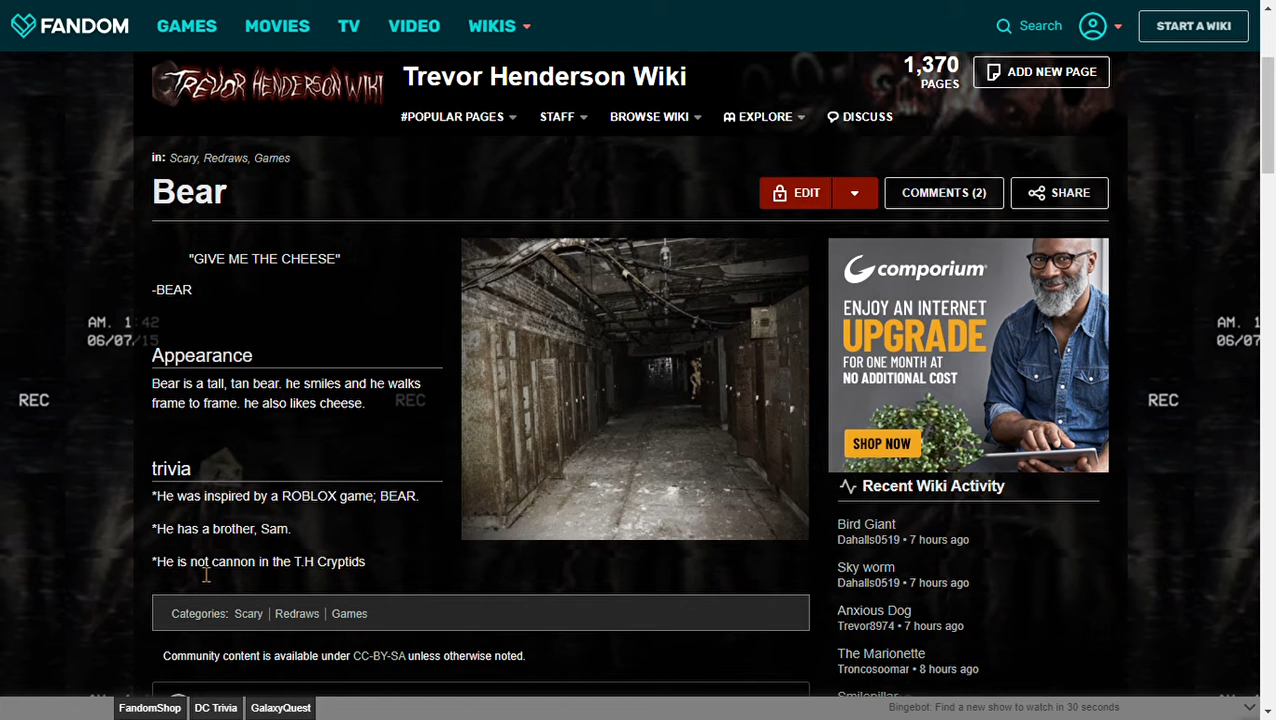 FANDOM GAMES MOVIES TV VIDEO WIKIS Search START A WIKI
TREVOR HENDERSON WIKI
Trevor Henderson Wiki
1,370
PAGES
ADD NEW PAGE
#POPULAR PAGES STAFF BROWSE WIKI EXPLORE DISCUSS
in: Scary, Redraws, Games
Bear
EDIT COMMENTS (2) SHARE
"GIVE ME THE CHEESE"
-BEAR
AM. 1:42
06/07/15
REC
Appearance
Bear is a tall, tan bear. he smiles and he walks
frame to frame. he also likes cheese.
REC
trivia
*He was inspired by a ROBLOX game; BEAR.
*He has a brother, Sam.
*He is not cannon in the T.H Cryptids
Categories: Scary | Redraws | Games
Community content is available under CC-BY-SA unless otherwise noted.
comporium
ENJOY AN INTERNET
UPGRADE
FOR ONE MONTH AT
NO ADDITIONAL COST
SHOP NOW
Recent Wiki Activity
Bird Giant
Dahalls0519 • 7 hours ago
Sky worm
Dahalls0519 • 7 hours ago
Anxious Dog
Trevor8974 • 7 hours ago
The Marionette
Troncosoomar • 8 hours ago
AM. 1
06/07
REC
FandomShop DC Trivia GalaxyQuest
Bingebot: Find a new show to watch in 30 seconds